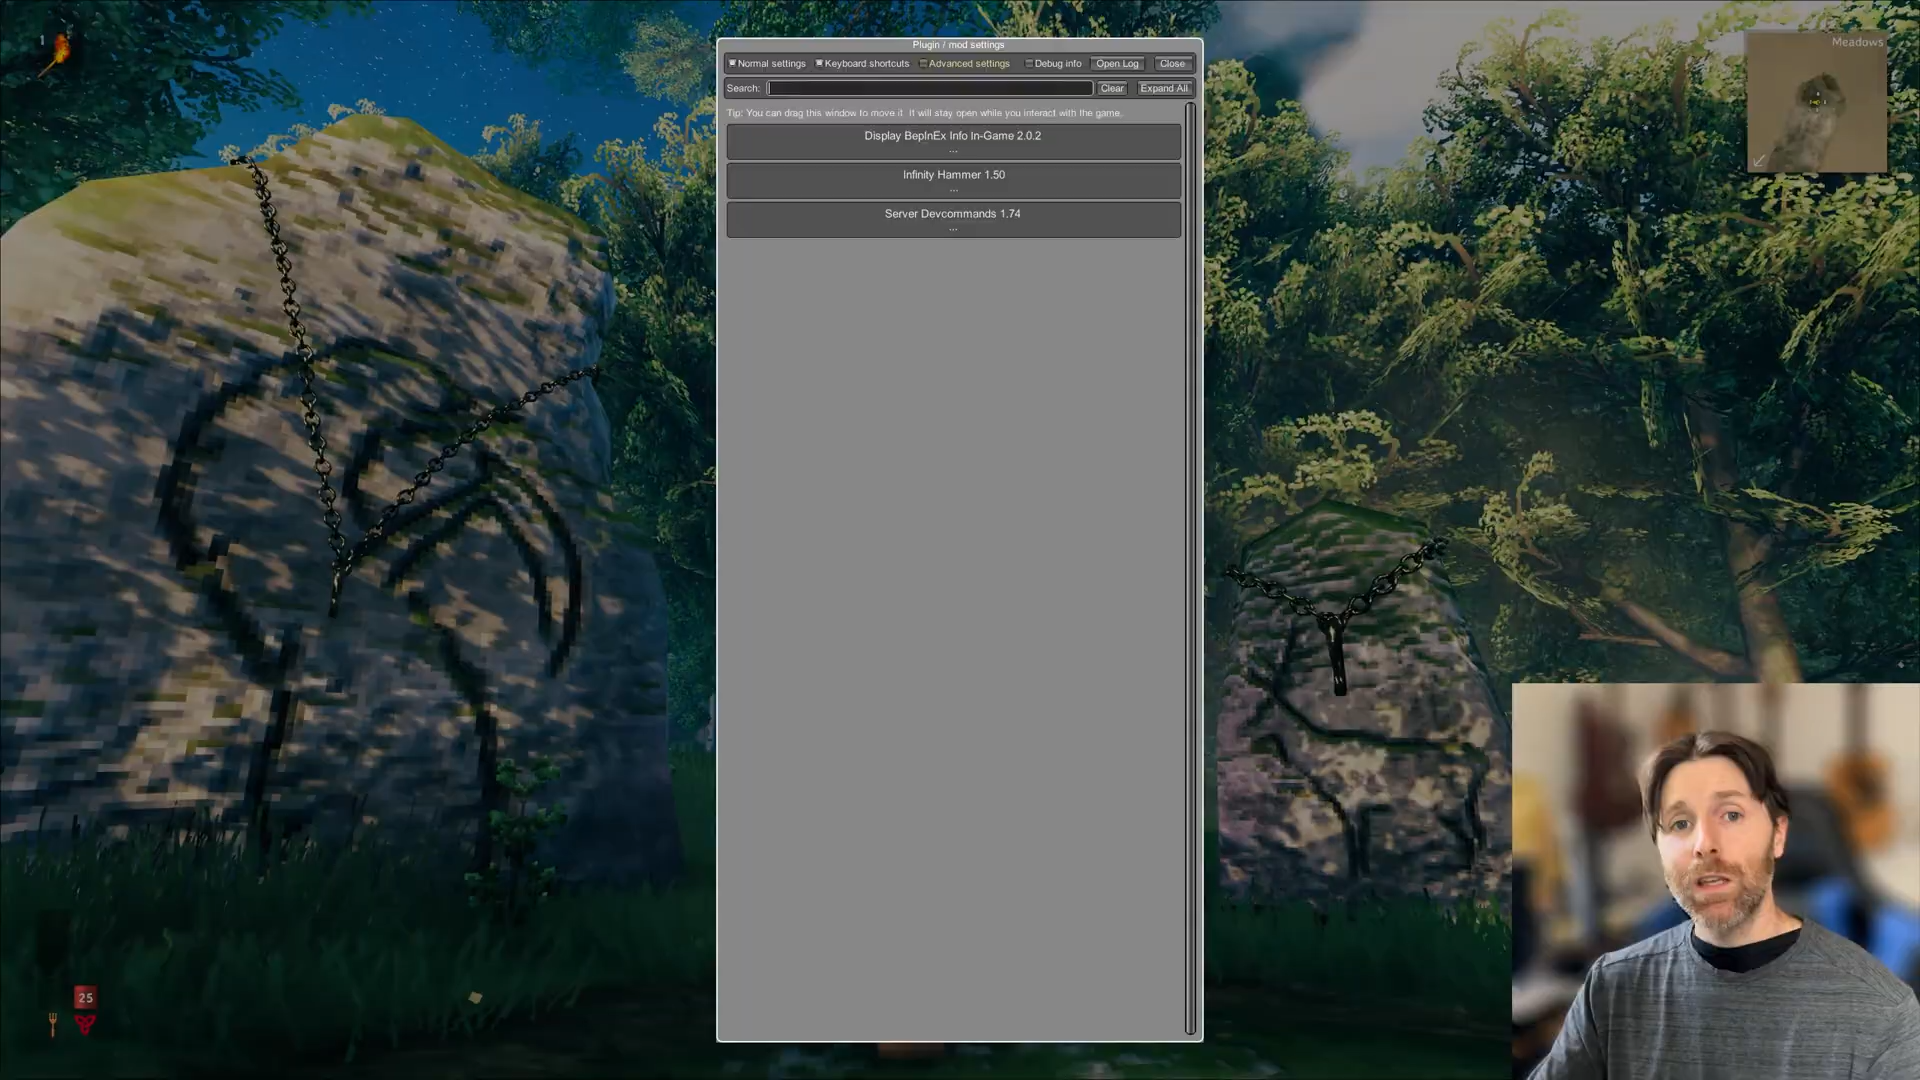 1
Meadows
Plugin / mod settings
Normal settings Keyboard shortcuts Advanced settings Debug info Open Log Close
Search: Clear Expand All
Tip: You can drag this window to move it. It will stay open while you interact with the game.
Display BepInEx Info In-Game 2.0.2
...
Infinity Hammer 1.50
...
Server Devcommands 1.74
...
25